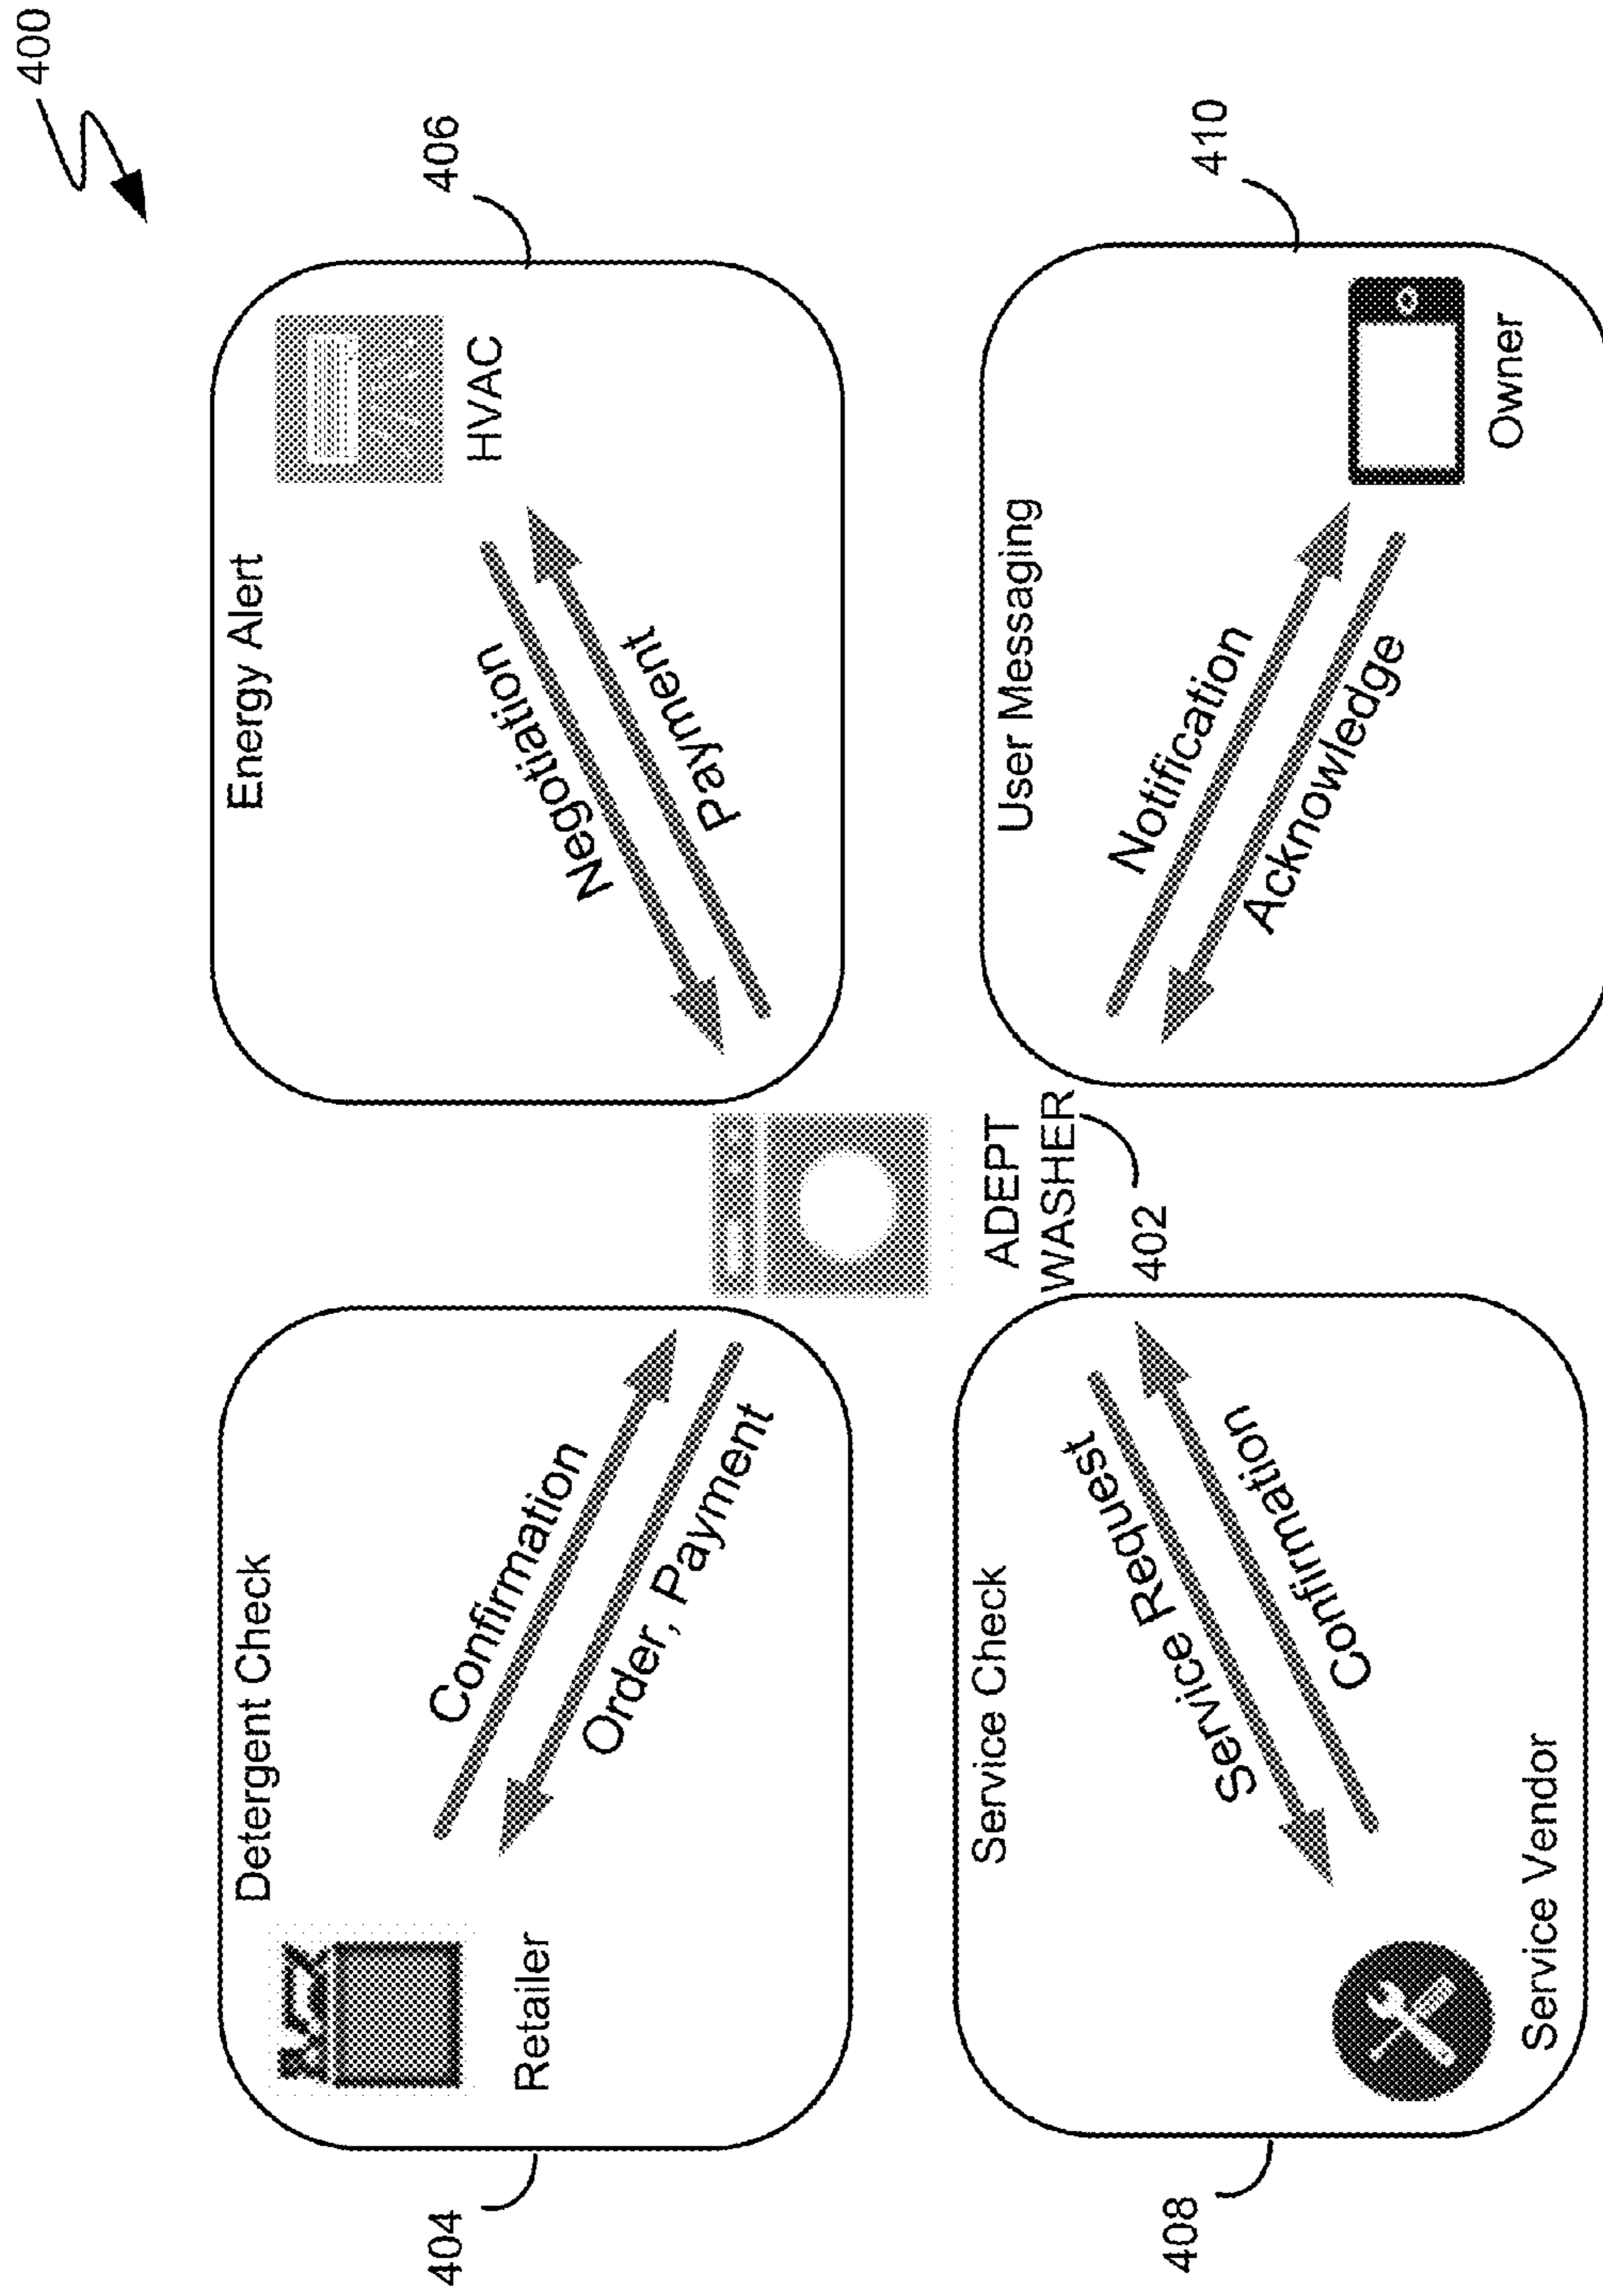 400
Detergent Check
Retailer
Confirmation
Order, Payment
404
Energy Alert
HVAC
Negotiation
Payment
406
ADEPT
WASHER
402
Service Check
Service Request
Confirmation
Service Vendor
408
User Messaging
Notification
Acknowledge
Owner
410